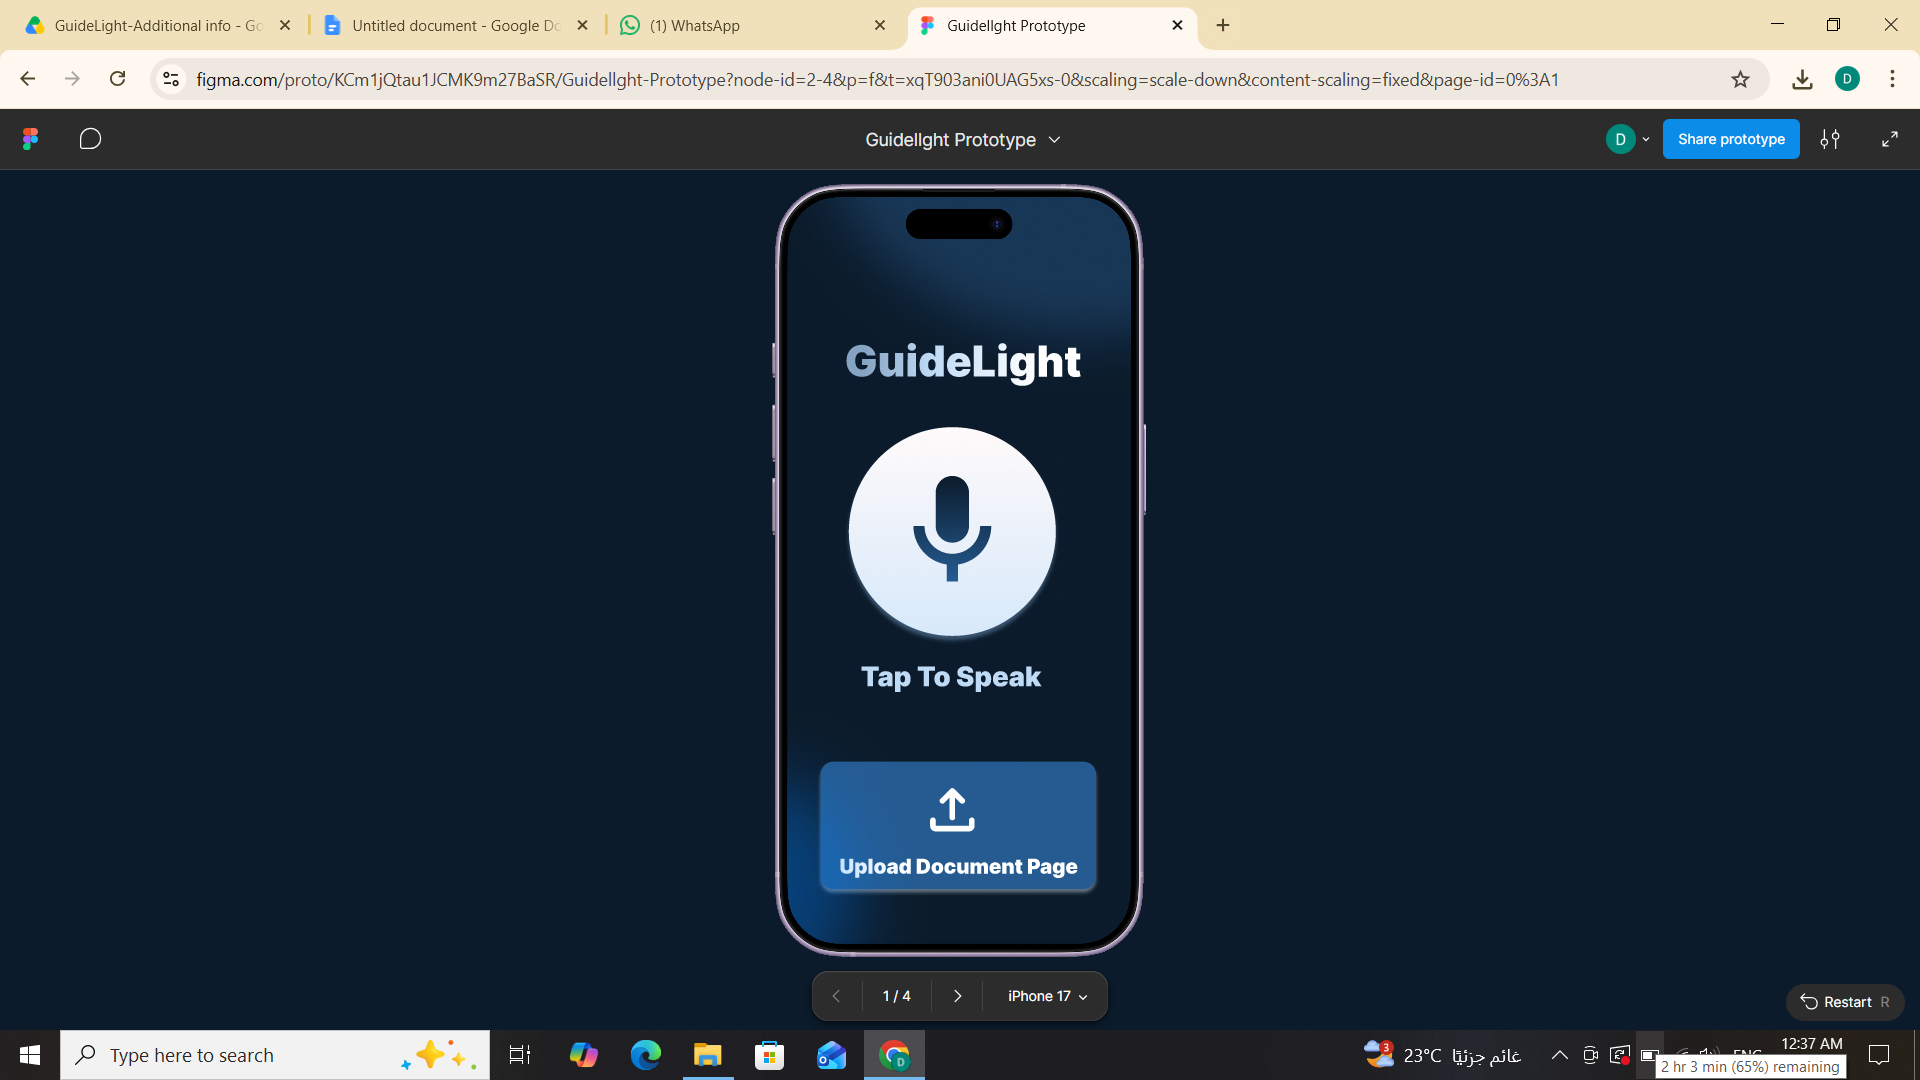 GuideLight-Additional info - Go
Untitled document - Google Do
(1) WhatsApp
Guidellght Prototype
figma.com/proto/KCm1jQtau1JCMK9m27BaSR/Guidellght-Prototype?node-id=2-4&p=f&t=xqT903ani0UAG5xs-0&scaling=scale-down&content-scaling=fixed&page-id=0%3A1
D
Guidellght Prototype
D
Share prototype
GuideLight
Tap To Speak
Upload Document Page
1 / 4
iPhone 17
Restart R
Type here to search
3
23°C غائم جزئيًا
ENG
12:37 AM
2 hr 3 min (65%) remaining